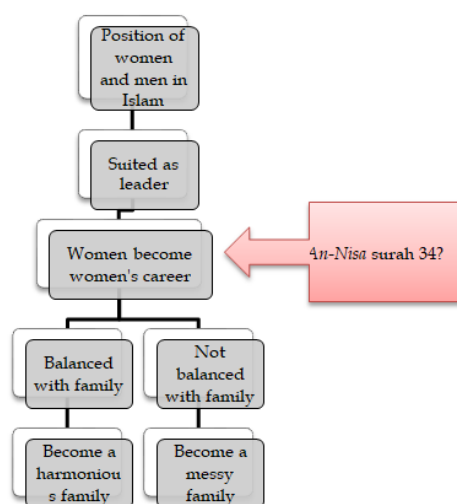 Position of
women
and men in
Islam
Suited as
leader
Women become
women's career
An-Nisa surah 34?
Balanced
with family
Not
balanced
with family
Become a
harmoniou
s family
Become a
messy
family